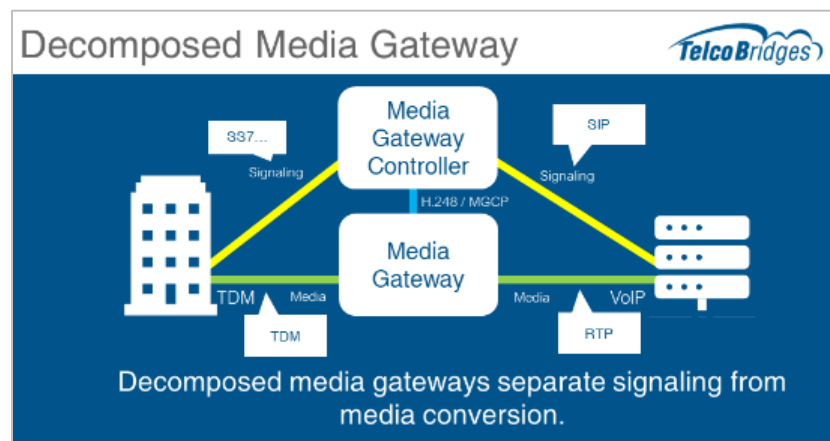 Decomposed Media Gateway
TelcoBridges
Media
Gateway
Controller
SS7...
SIP
Signaling
Signaling
H.248 / MGCP
Media
Gateway
TDM
Media
Media
VoIP
TDM
RTP
Decomposed media gateways separate signaling from
media conversion.